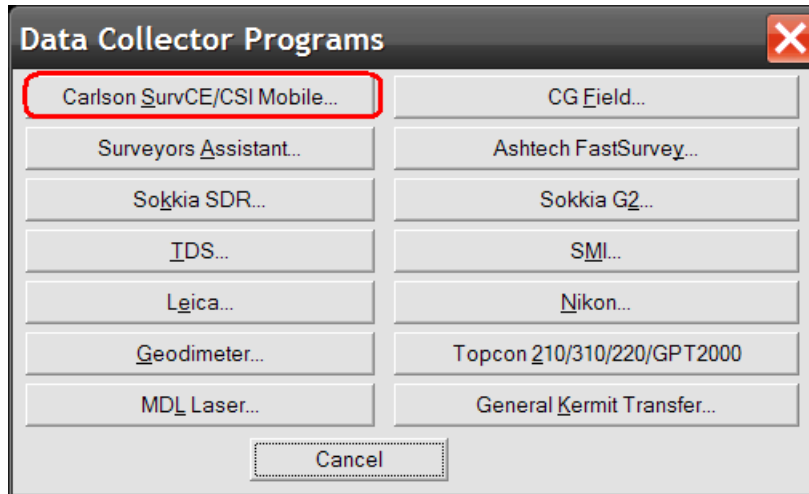 Data Collector Programs
Carlson SurvCE/CSI Mobile...
CG Field...
Surveyors Assistant...
Ashtech FastSurvey...
Sokkia SDR...
Sokkia G2...
TDS...
SMI...
Leica...
Nikon...
Geodimeter...
Topcon 210/310/220/GPT2000
MDL Laser...
General Kermit Transfer...
Cancel